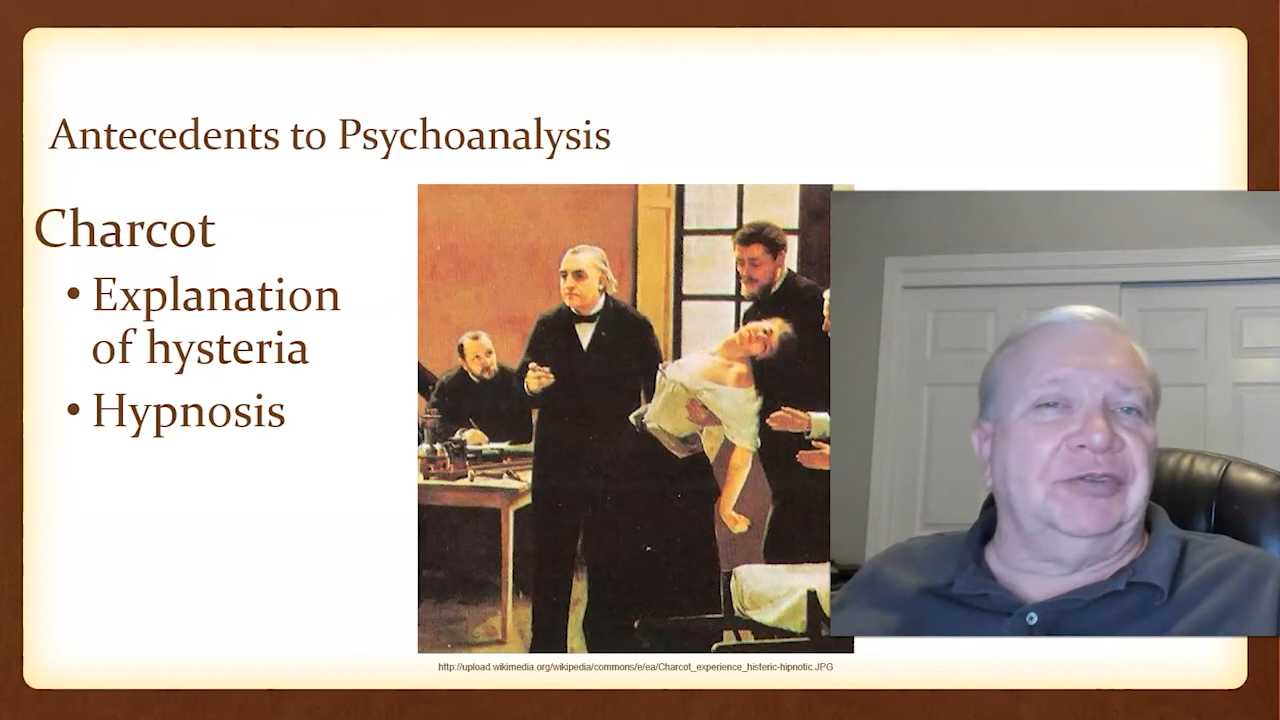 Antecedents to Psychoanalysis
Charcot
• Explanation
of hysteria
• Hypnosis
http://upload.wikimedia.org/wikipedia/commons/e/ea/Charcot_experience_histeric-hipnotic.JPG